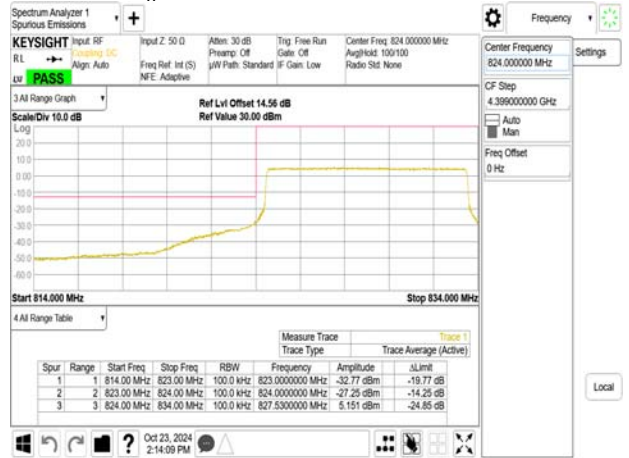 Spectrum Analyzer 1
Spurious Emissions
+
Frequency
KEYSIGHT Input: RF
Coupling: DC
Align: Auto
RL
LW PASS
Input Z: 50 Ω
Freq Ref: Int (S)
NFE: Adaptive
Atten: 30 dB
Preamp: Off
µW Path: Standard
Trig: Free Run
Gate: Off
IF Gain: Low
Center Freq: 824.000000 MHz
Avg|Hold: 100/100
Radio Std: None
Center Frequency
824.000000 MHz
Settings
CF Step
4.399000000 GHz
Auto
Man
Freq Offset
0 Hz
Local
3 All Range Graph
Scale/Div 10.0 dB
Ref Lvl Offset 14.56 dB
Ref Value 30.00 dBm
Log
20.0
10.0
0.00
-10.0
-20.0
-30.0
-40.0
-50.0
-60.0
Start 814.000 MHz
Stop 834.000 MHz
4 All Range Table
Measure Trace Trace 1
Trace Type Trace Average (Active)
Spur Range Start Freq Stop Freq RBW Frequency Amplitude ΔLimit
1 1 814.00 MHz 823.00 MHz 100.0 kHz 823.0000000 MHz -32.77 dBm -19.77 dB
2 2 823.00 MHz 824.00 MHz 100.0 kHz 823.0000000 MHz -27.25 dBm -14.25 dB
3 3 824.00 MHz 834.00 MHz 100.0 kHz 827.5300000 MHz 5.151 dBm -24.85 dB
?
Oct 23, 2024
2:14:09 PM